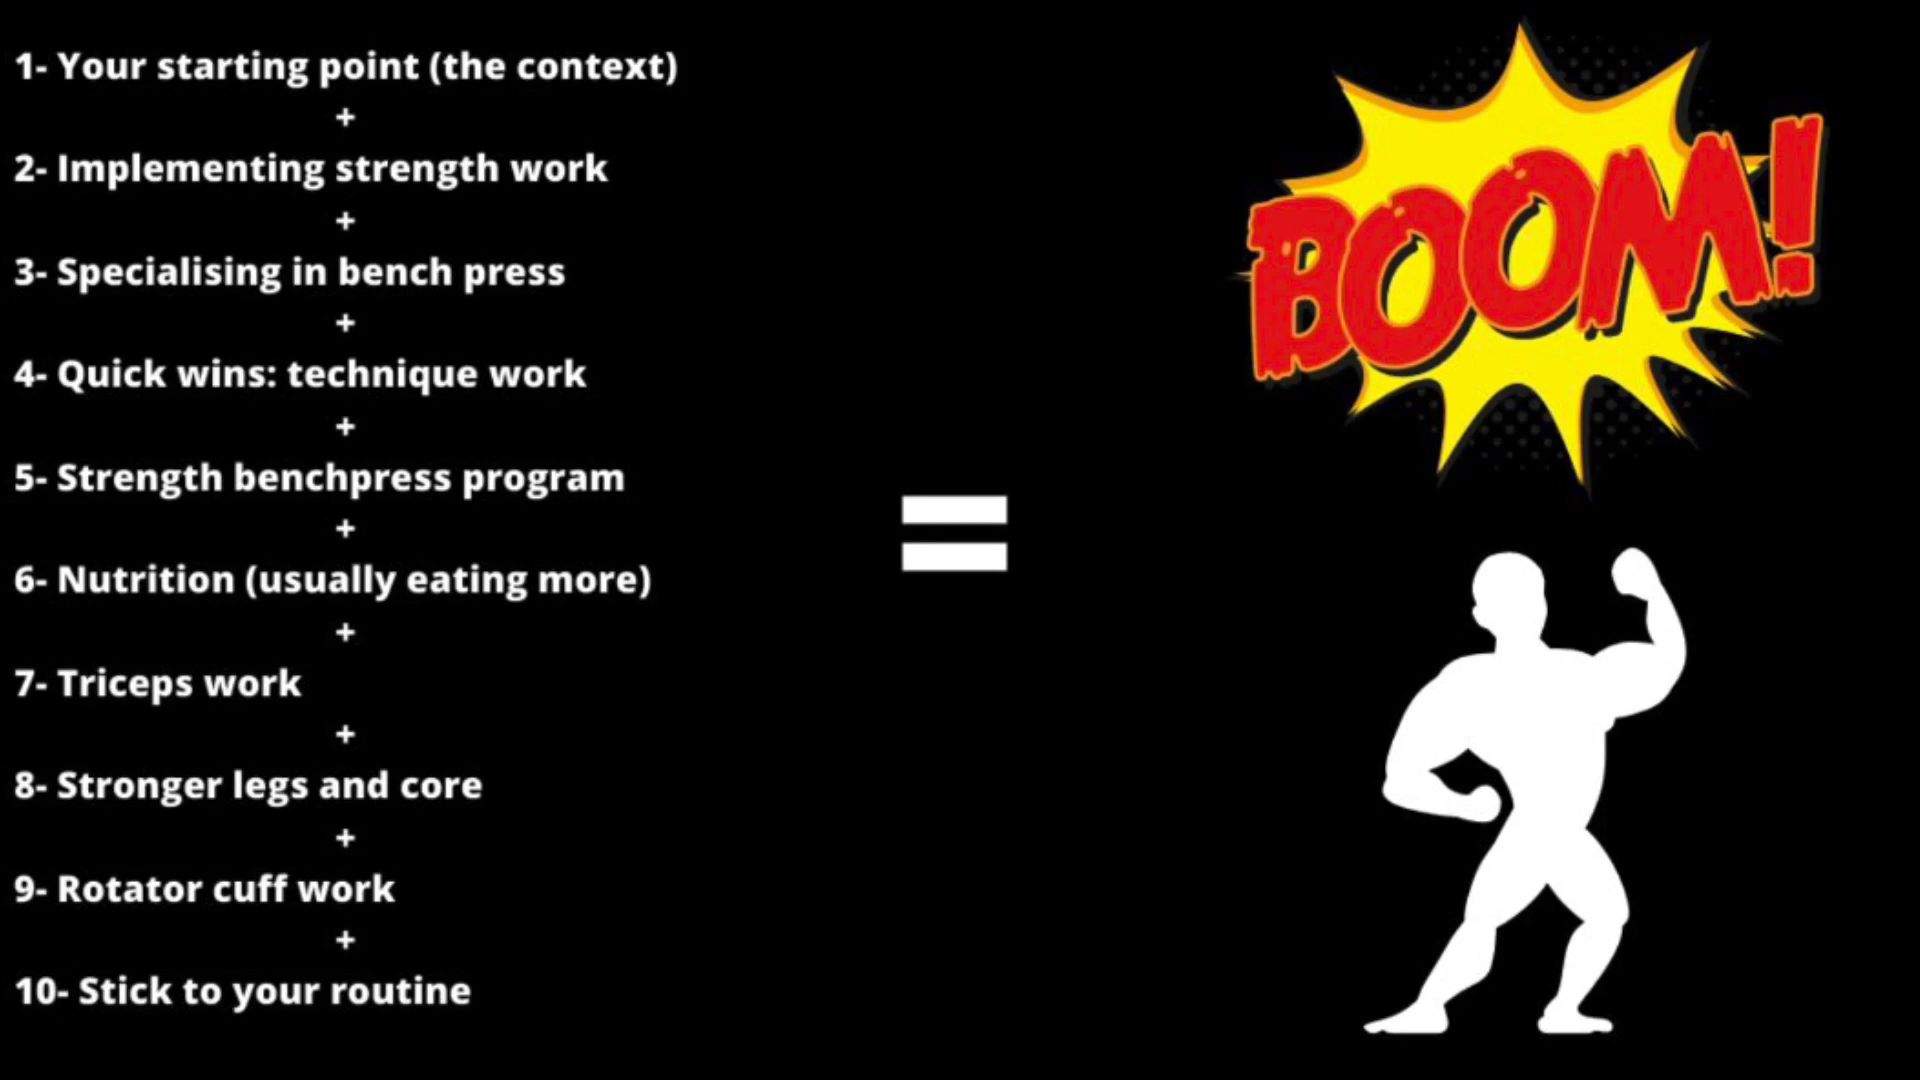 1- Your starting point (the context)
+
2- Implementing strength work
+
3- Specialising in bench press
+
4- Quick wins: technique work
+
5- Strength benchpress program
+
6- Nutrition (usually eating more)
+
7- Triceps work
+
8- Stronger legs and core
+
9- Rotator cuff work
+
10- Stick to your routine
=
BOOM!